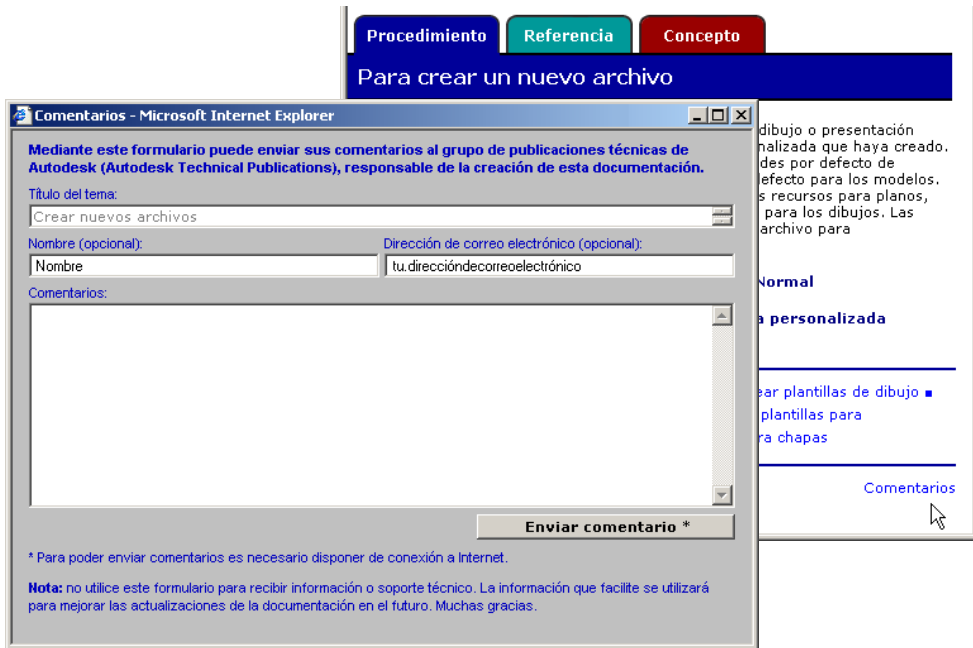 Procedimiento
Referencia
Concepto
Para crear un nuevo archivo
Comentarios - Microsoft Internet Explorer
Mediante este formulario puede enviar sus comentarios al grupo de publicaciones técnicas de
Autodesk (Autodesk Technical Publications), responsable de la creación de esta documentación.
Título del tema:
Crear nuevos archivos
Nombre (opcional):
Dirección de correo electrónico (opcional):
Nombre
tu.direccióndecorreoelectrónico
Comentarios:
Enviar comentario *
* Para poder enviar comentarios es necesario disponer de conexión a Internet.
Nota: no utilice este formulario para recibir información o soporte técnico. La información que facilite se utilizará
para mejorar las actualizaciones de la documentación en el futuro. Muchas gracias.
dibujo o presentación
nalizada que haya creado.
des por defecto de
defecto para los modelos.
s recursos para planos,
para los dibujos. Las
archivo para
Normal
a personalizada
ear plantillas de dibujo
plantillas para
ra chapas
Comentarios